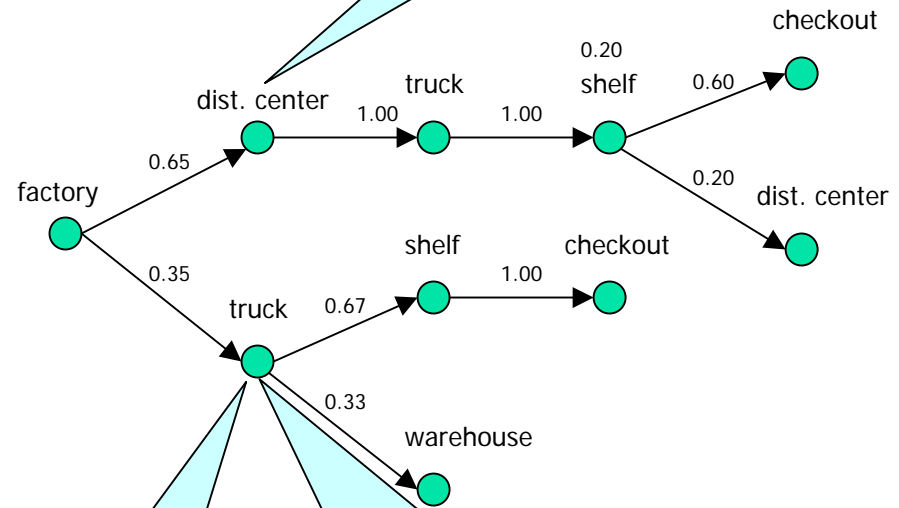 checkout
0.20
truck
shelf
0.60
dist. center
1.00
1.00
0.65
0.20
factory
dist. center
shelf
checkout
0.35
1.00
truck
0.67
0.33
warehouse